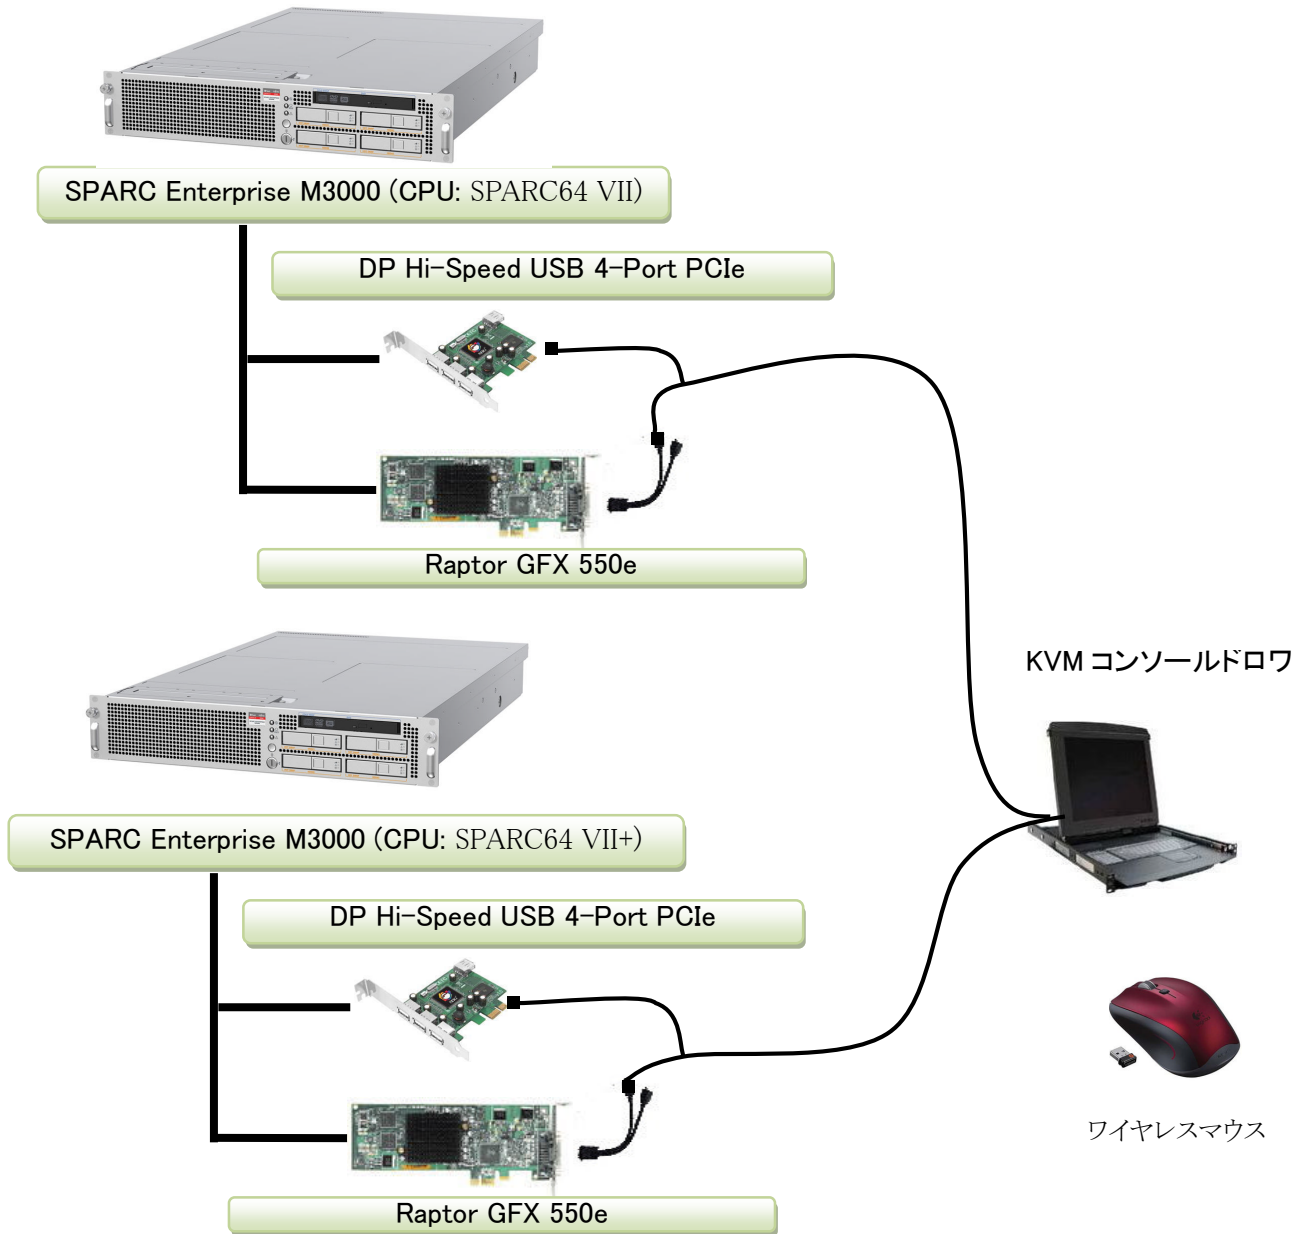 SPARC Enterprise M3000 (CPU: SPARC64 VII)
DP Hi-Speed USB 4-Port PCIe
Raptor GFX 550e
KVM コンソールドロワ
SPARC Enterprise M3000 (CPU: SPARC64 VII+)
DP Hi-Speed USB 4-Port PCIe
ワイヤレスマウス
Raptor GFX 550e